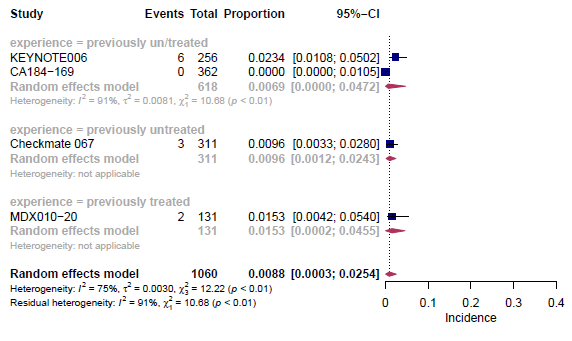 Study Events Total Proportion 95%−CI
experience = previously un/treated
KEYNOTE006 6 256 0.0234 [0.0108; 0.0502]
CA184−169 0 362 0.0000 [0.0000; 0.0105]
Random effects model 618 0.0069 [0.0000; 0.0472]
Heterogeneity: I² = 91%, τ² = 0.0081, χ²₁ = 10.68 (p < 0.01)
experience = previously untreated
Checkmate 067 3 311 0.0096 [0.0033; 0.0280]
Random effects model 311 0.0096 [0.0012; 0.0243]
Heterogeneity: not applicable
experience = previously treated
MDX010−20 2 131 0.0153 [0.0042; 0.0540]
Random effects model 131 0.0153 [0.0002; 0.0455]
Heterogeneity: not applicable
Random effects model 1060 0.0088 [0.0003; 0.0254]
Heterogeneity: I² = 75%, τ² = 0.0030, χ²₃ = 12.22 (p < 0.01)
Residual heterogeneity: I² = 91%, χ²₁ = 10.68 (p < 0.01)
0 0.1 0.2 0.3 0.4
Incidence